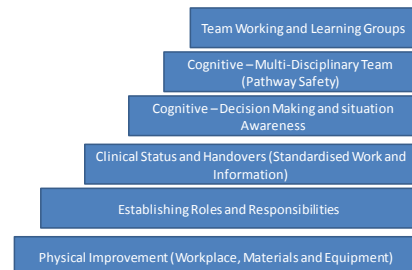 Team Working and Learning Groups
Cognitive – Multi-Disciplinary Team
(Pathway Safety)
Cognitive – Decision Making and situation
Awareness
Clinical Status and Handovers (Standardised Work and
Information)
Establishing Roles and Responsibilities
Physical Improvement (Workplace, Materials and Equipment)